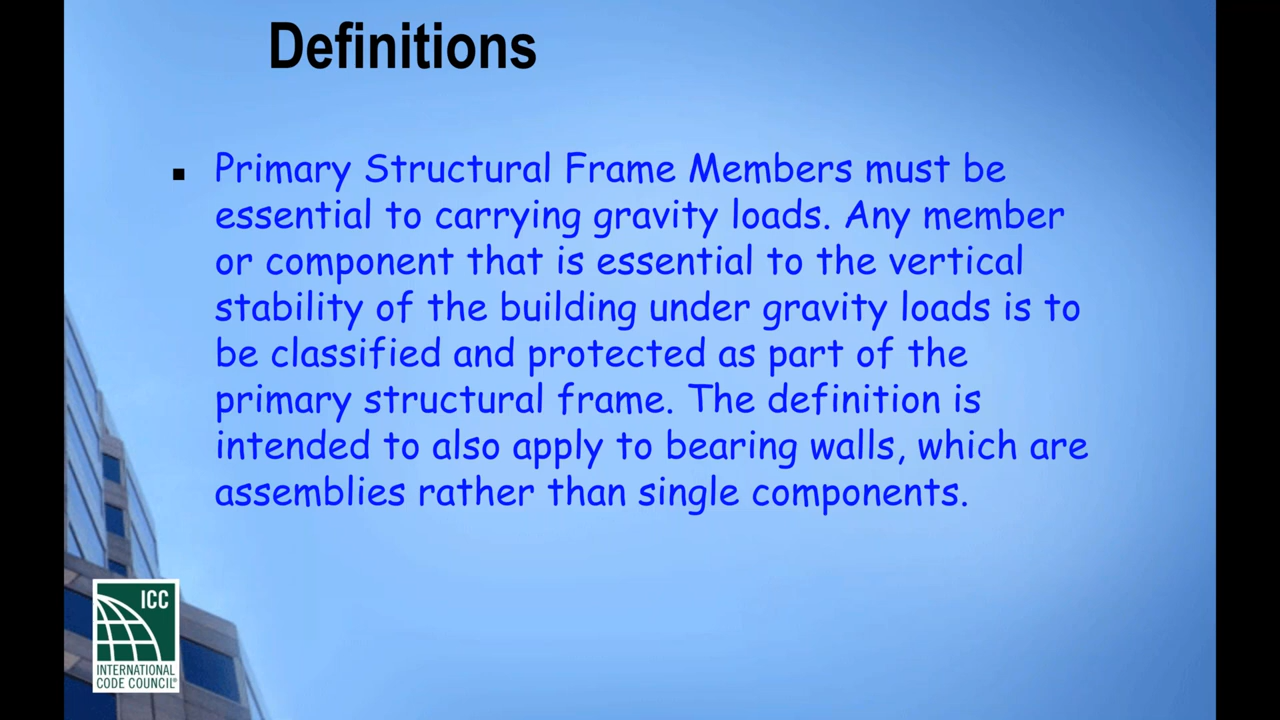 Definitions
Primary Structural Frame Members must be
essential to carrying gravity loads. Any member
or component that is essential to the vertical
stability of the building under gravity loads is to
be classified and protected as part of the
primary structural frame. The definition is
intended to also apply to bearing walls, which are
assemblies rather than single components.
ICC
INTERNATIONAL
CODE COUNCIL®